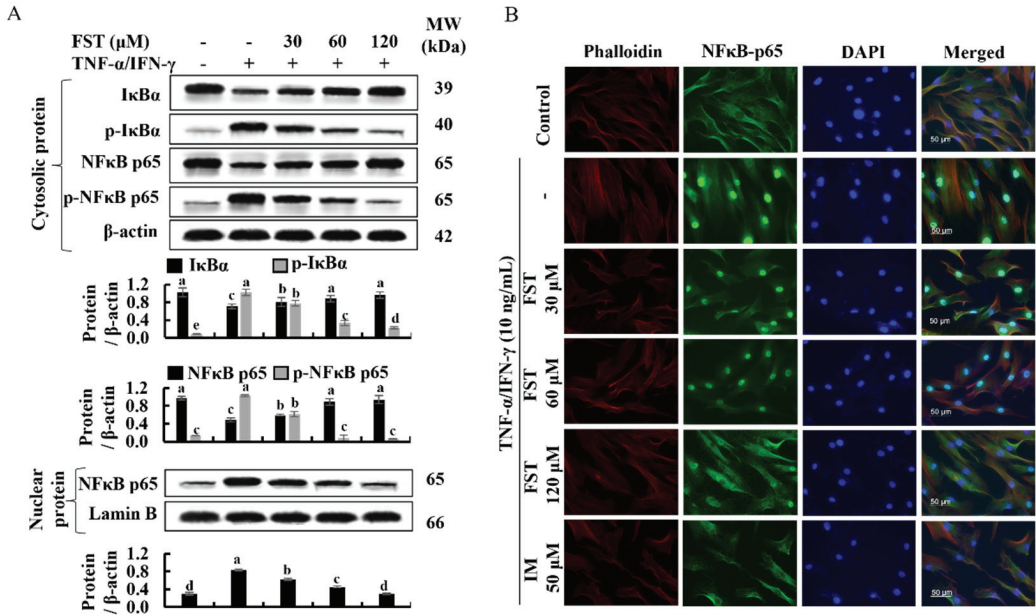 A
FST (μM) - - 30 60 120
MW (kDa)
TNF-α/IFN-γ - + + + +
Cytosolic protein
IκBα 39
p-IκBα 40
NFκB p65 65
p-NFκB p65 65
β-actin 42
IκBα p-IκBα
Protein / β-actin
1.2
0.8
0.4
0.0
a e c a b b a c a d
NFκB p65 p-NFκB p65
Protein / β-actin
1.2
0.8
0.4
0.0
a c c a b b a c a c
Nuclear protein
NFκB p65 65
Lamin B 66
Protein / β-actin
1.2
0.8
0.4
0.0
d a b c d
B
Phalloidin NFκB-p65 DAPI Merged
Control
50 μm
TNF-α/IFN-γ (10 ng/mL)
-
50 μm
FST 30 μM
50 μm
FST 60 μM
50 μm
FST 120 μM
50 μm
IM 50 μM
50 μm